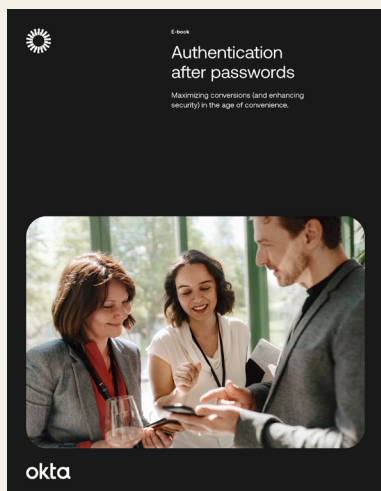 E-book
Authentication
after passwords
Maximizing conversions (and enhancing
security) in the age of convenience.
okta